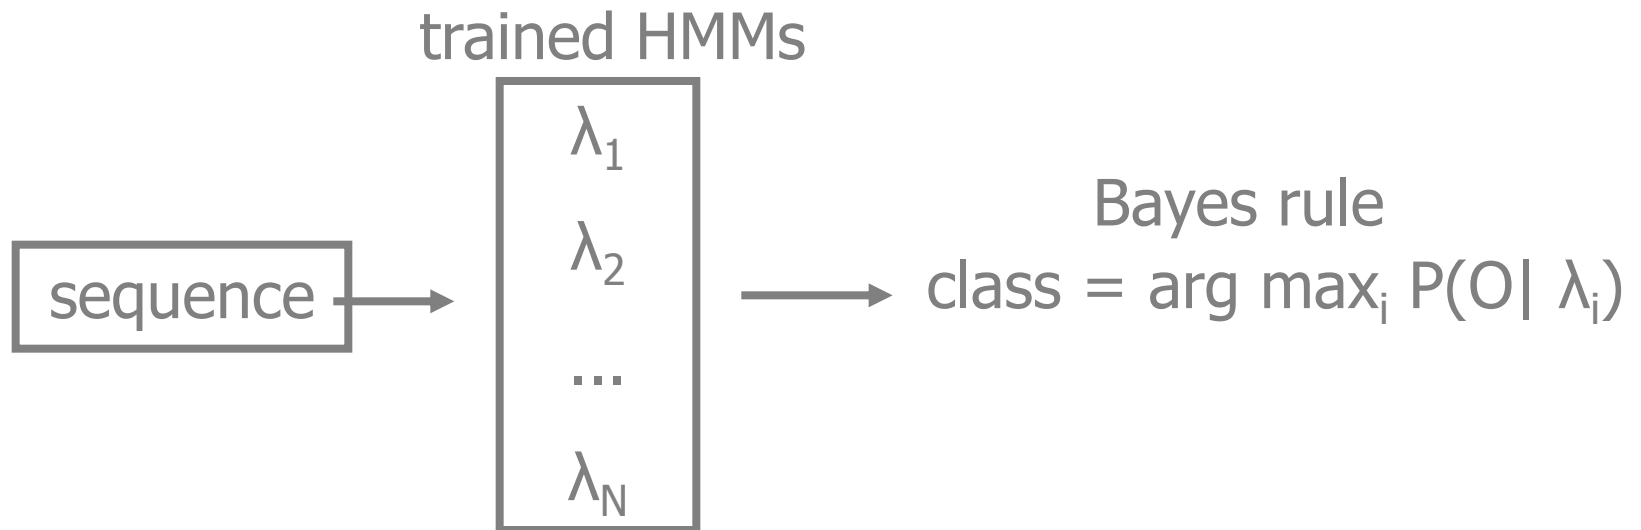 trained HMMs
λ₁
λ₂
...
λN
sequence
Bayes rule
class = arg maxᵢ P(O| λᵢ)